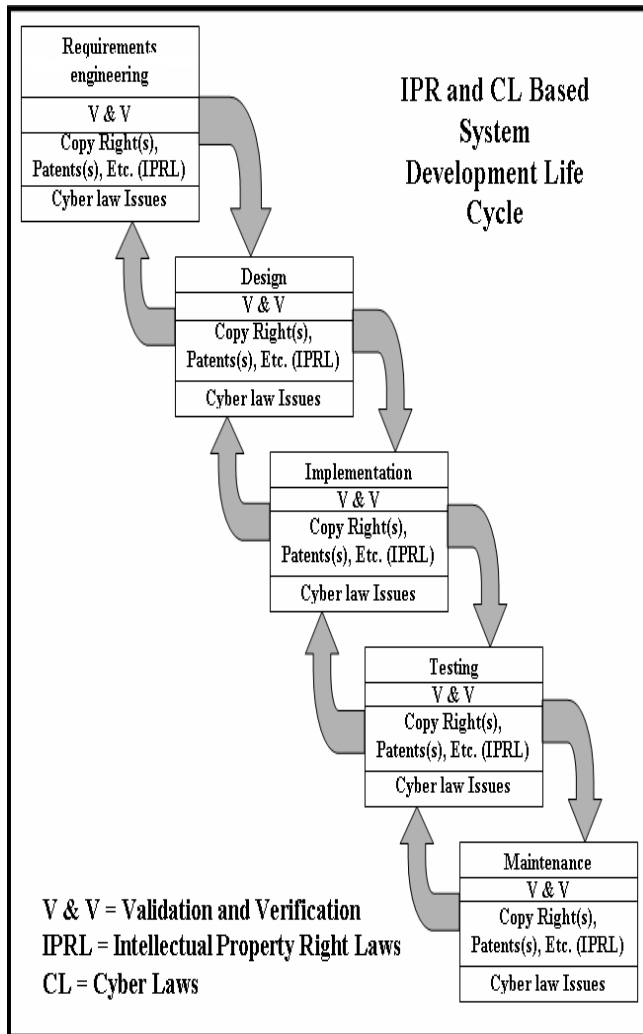 Requirements
engineering
V & V
Copy Right(s),
Patents(s), Etc. (IPRL)
Cyber law Issues
IPR and CL Based
System
Development Life
Cycle
Design
V & V
Copy Right(s),
Patents(s), Etc. (IPRL)
Cyber law Issues
Implementation
V & V
Copy Right(s),
Patents(s), Etc. (IPRL)
Cyber law Issues
Testing
V & V
Copy Right(s),
Patents(s), Etc. (IPRL)
Cyber law Issues
Maintenance
V & V
Copy Right(s),
Patents(s), Etc. (IPRL)
Cyber law Issues
V & V = Validation and Verification
IPRL = Intellectual Property Right Laws
CL = Cyber Laws